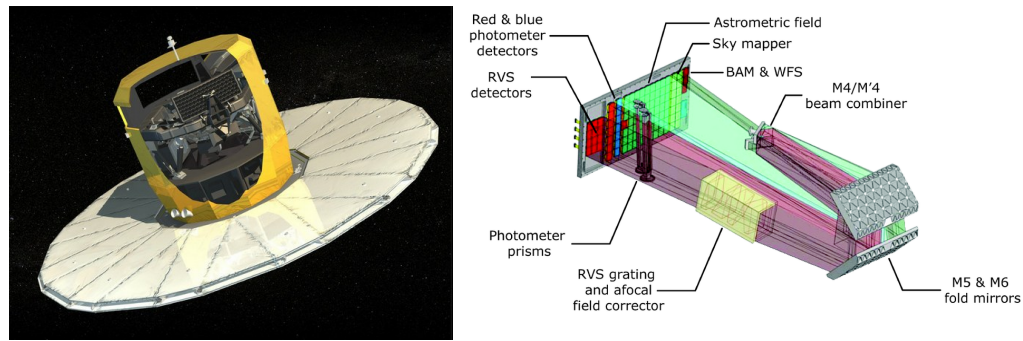 Red & blue
photometer
detectors
Astrometric field
Sky mapper
RVS
detectors
BAM & WFS
M4/M'4
beam combiner
Photometer
prisms
RVS grating
and afocal
field corrector
M5 & M6
fold mirrors